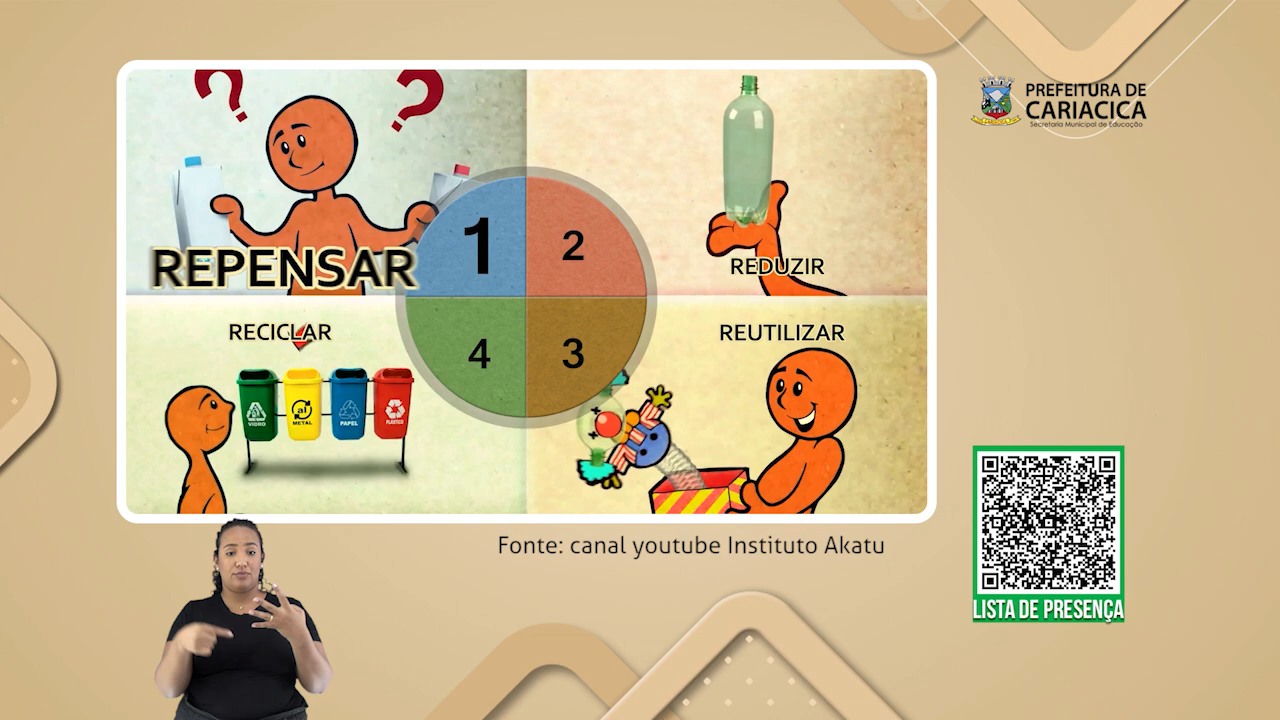 ? ?
PREFEITURA DE
CARIACICA
Secretaria Municipal de Educação
REPENSAR
1
2
REDUZIR
RECICLAR
4
3
REUTILIZAR
VIDRO
al
METAL
PAPEL
PLÁSTICO
Fonte: canal youtube Instituto Akatu
LISTA DE PRESENÇA